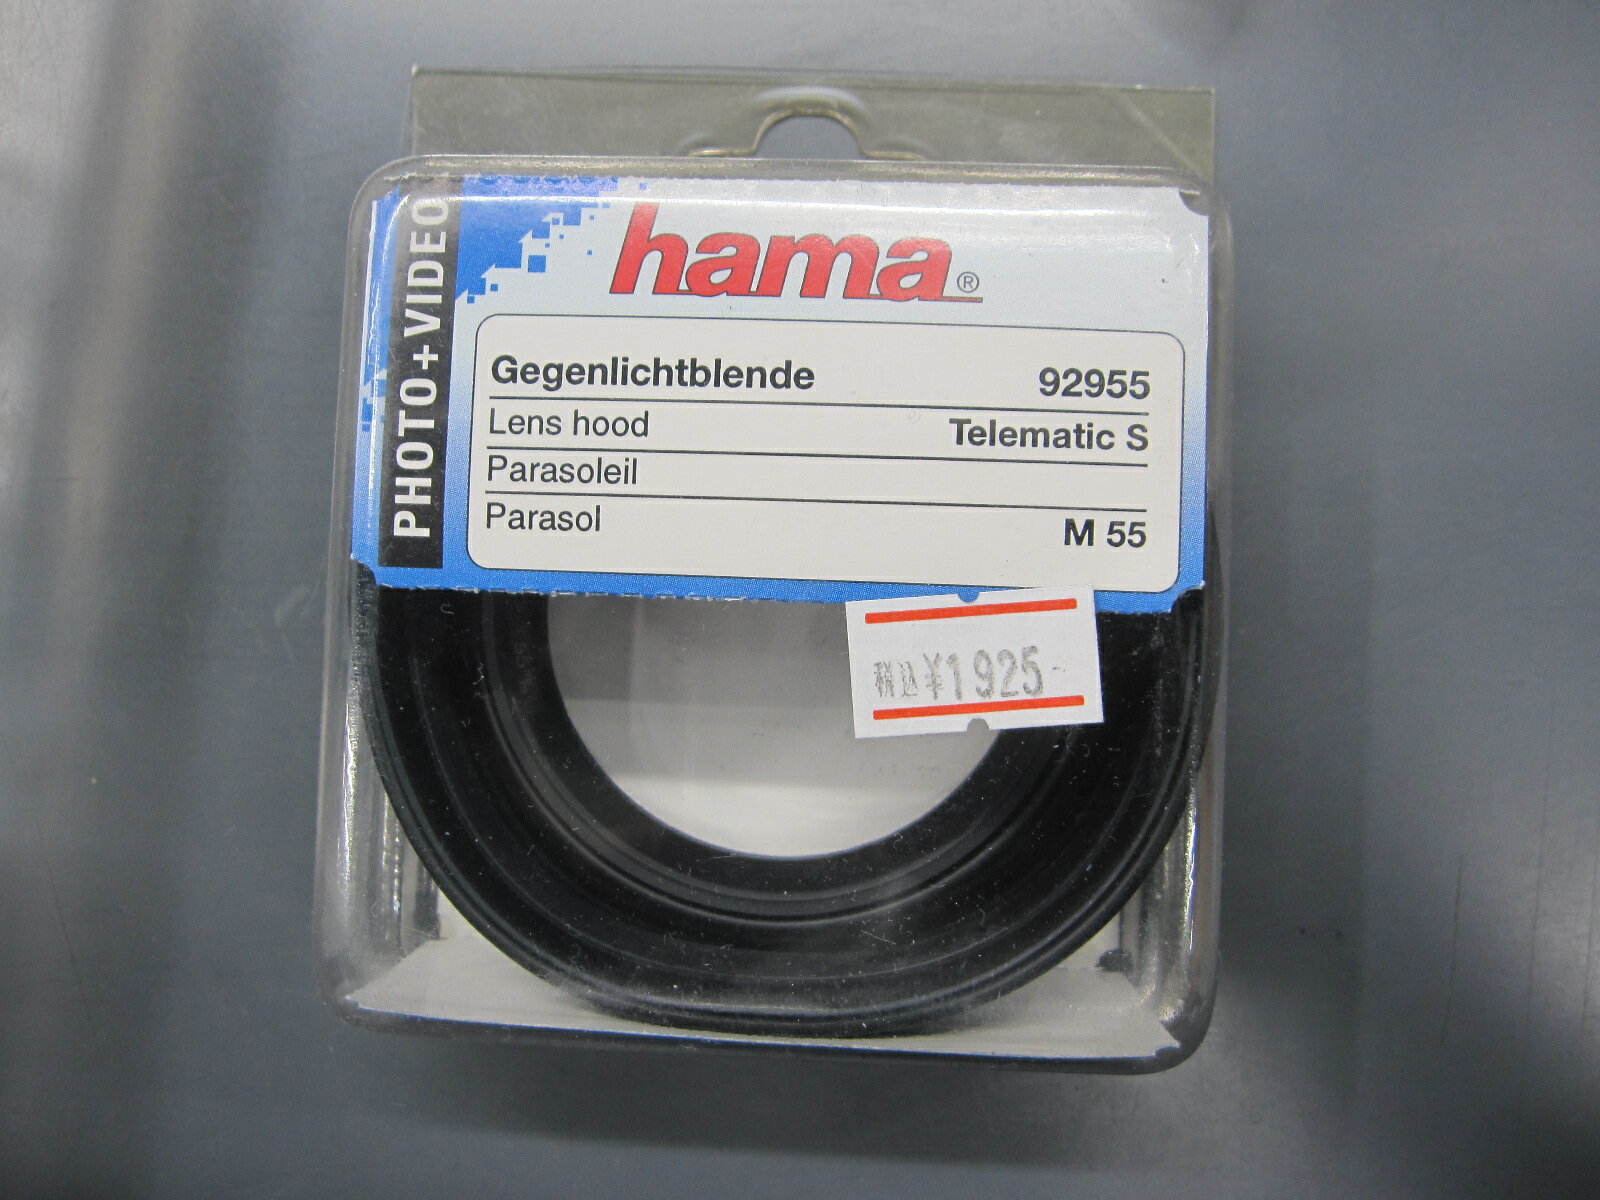 PHOTO+VIDEO
hama®
Gegenlichtblende 92955
Lens hood Telematic S
Parasoleil
Parasol M 55
税込¥1925-